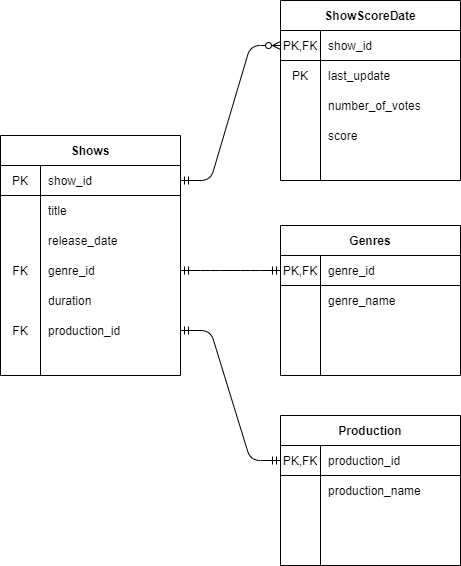 ShowScoreDate
PK,FK show_id
PK last_update
number_of_votes
score
Shows
PK show_id
title
release_date
FK genre_id
duration
FK production_id
Genres
PK,FK genre_id
genre_name
Production
PK,FK production_id
production_name